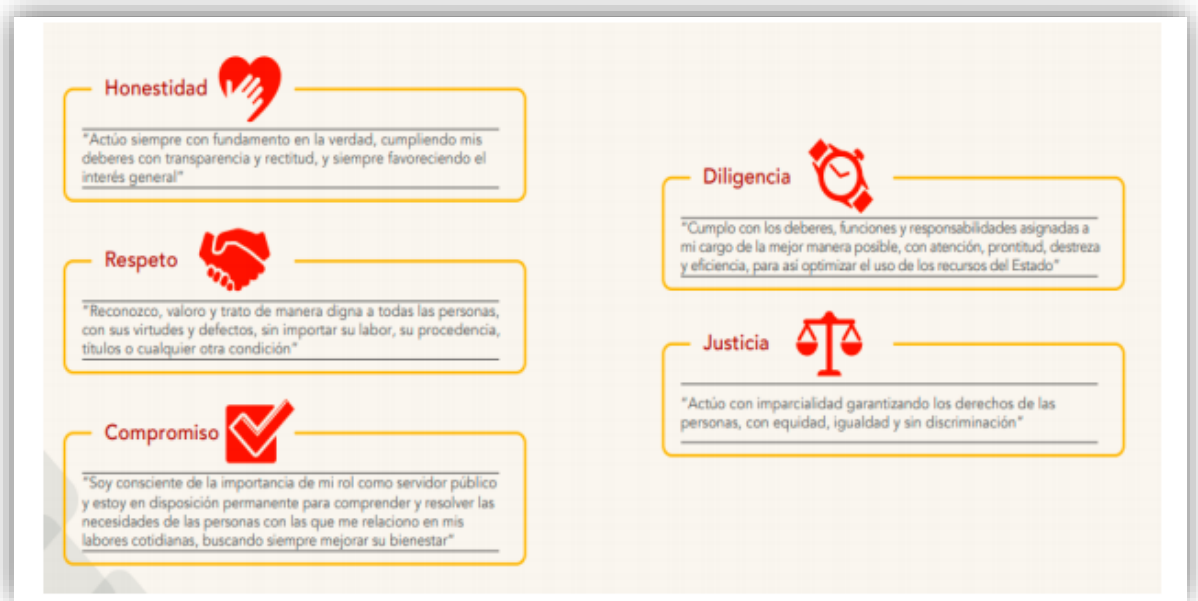 Honestidad
"Actúo siempre con fundamento en la verdad, cumpliendo mis
deberes con transparencia y rectitud, y siempre favoreciendo el
interés general"
Respeto
"Reconozco, valoro y trato de manera digna a todas las personas,
con sus virtudes y defectos, sin importar su labor, su procedencia,
títulos o cualquier otra condición"
Compromiso
"Soy consciente de la importancia de mi rol como servidor público
y estoy en disposición permanente para comprender y resolver las
necesidades de las personas con las que me relaciono en mis
labores cotidianas, buscando siempre mejorar su bienestar"
Diligencia
"Cumplo con los deberes, funciones y responsabilidades asignadas a
mi cargo de la mejor manera posible, con atención, prontitud, destreza
y eficiencia, para así optimizar el uso de los recursos del Estado"
Justicia
"Actúo con imparcialidad garantizando los derechos de las
personas, con equidad, igualdad y sin discriminación"